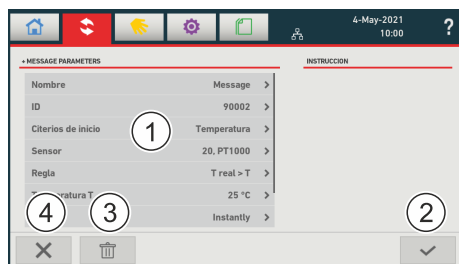 4-May-2021
10:00
?
MESSAGE PARAMETERS
INSTRUCCION
Nombre Message >
ID 90002 >
Citerios de inicio Temperatura >
Sensor 20, PT1000 >
Regla T real > T >
T 25 °C >
Instantly >
1
2
3
4